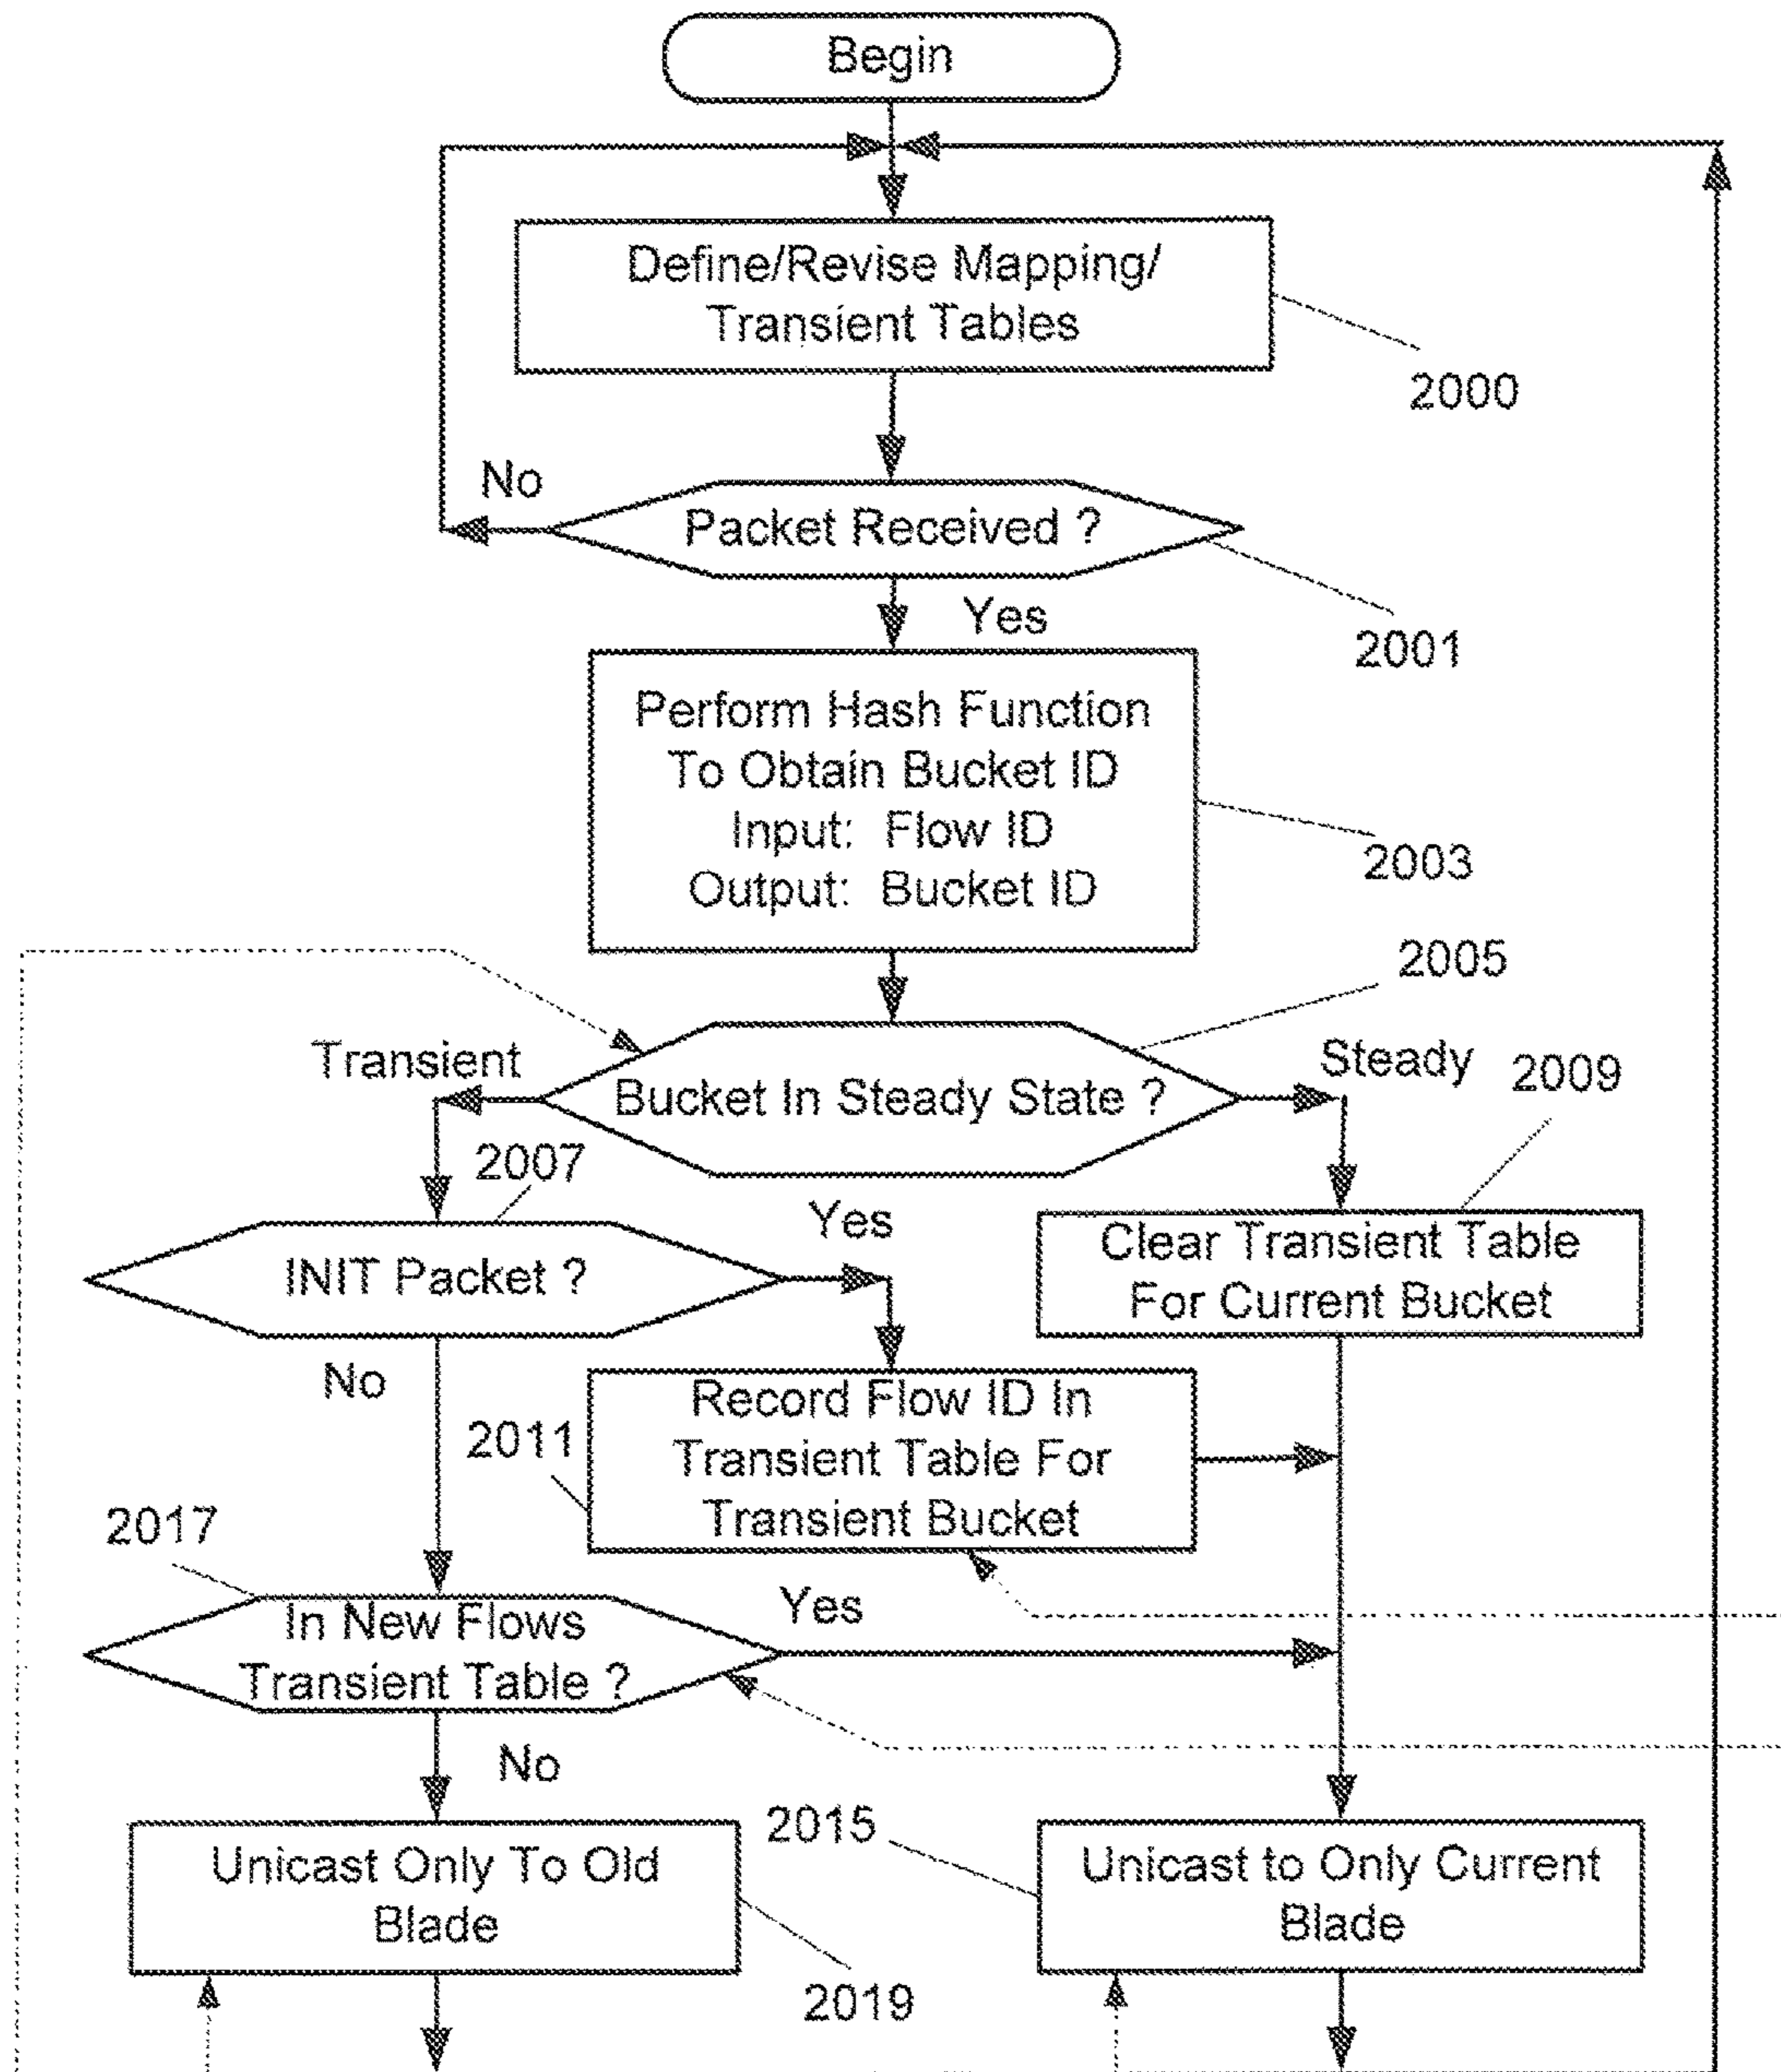 Begin
Define/Revise Mapping/
Transient Tables
2000
No
Packet Received ?
Yes
2001
Perform Hash Function
To Obtain Bucket ID
Input: Flow ID
Output: Bucket ID
2003
2005
Transient
Bucket In Steady State ?
Steady
2009
2007
INIT Packet ?
Yes
Clear Transient Table
For Current Bucket
No
2011
Record Flow ID In
Transient Table For
Transient Bucket
2017
In New Flows
Transient Table ?
Yes
No
2015
Unicast Only To Old
Blade
Unicast to Only Current
Blade
2019